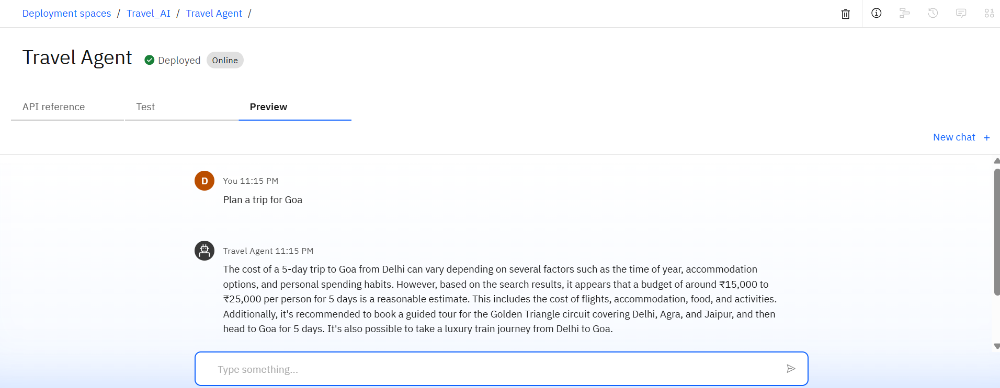 Deployment spaces / Travel_AI / Travel Agent /
Travel Agent Deployed Online
API reference Test Preview
New chat +
D You 11:15 PM
Plan a trip for Goa
Travel Agent 11:15 PM
The cost of a 5-day trip to Goa from Delhi can vary depending on several factors such as the time of year, accommodation
options, and personal spending habits. However, based on the search results, it appears that a budget of around ₹15,000 to
₹25,000 per person for 5 days is a reasonable estimate. This includes the cost of flights, accommodation, food, and activities.
Additionally, it's recommended to book a guided tour for the Golden Triangle circuit covering Delhi, Agra, and Jaipur, and then
head to Goa for 5 days. It's also possible to take a luxury train journey from Delhi to Goa.
Type something...